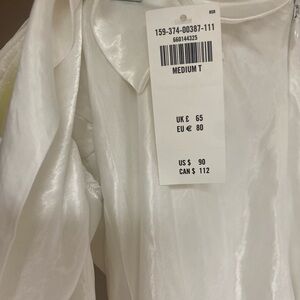 159-374-00387-111
660144325
MEDIUM T
UK £ 65
EU € 80
US $ 90
CAN $ 112